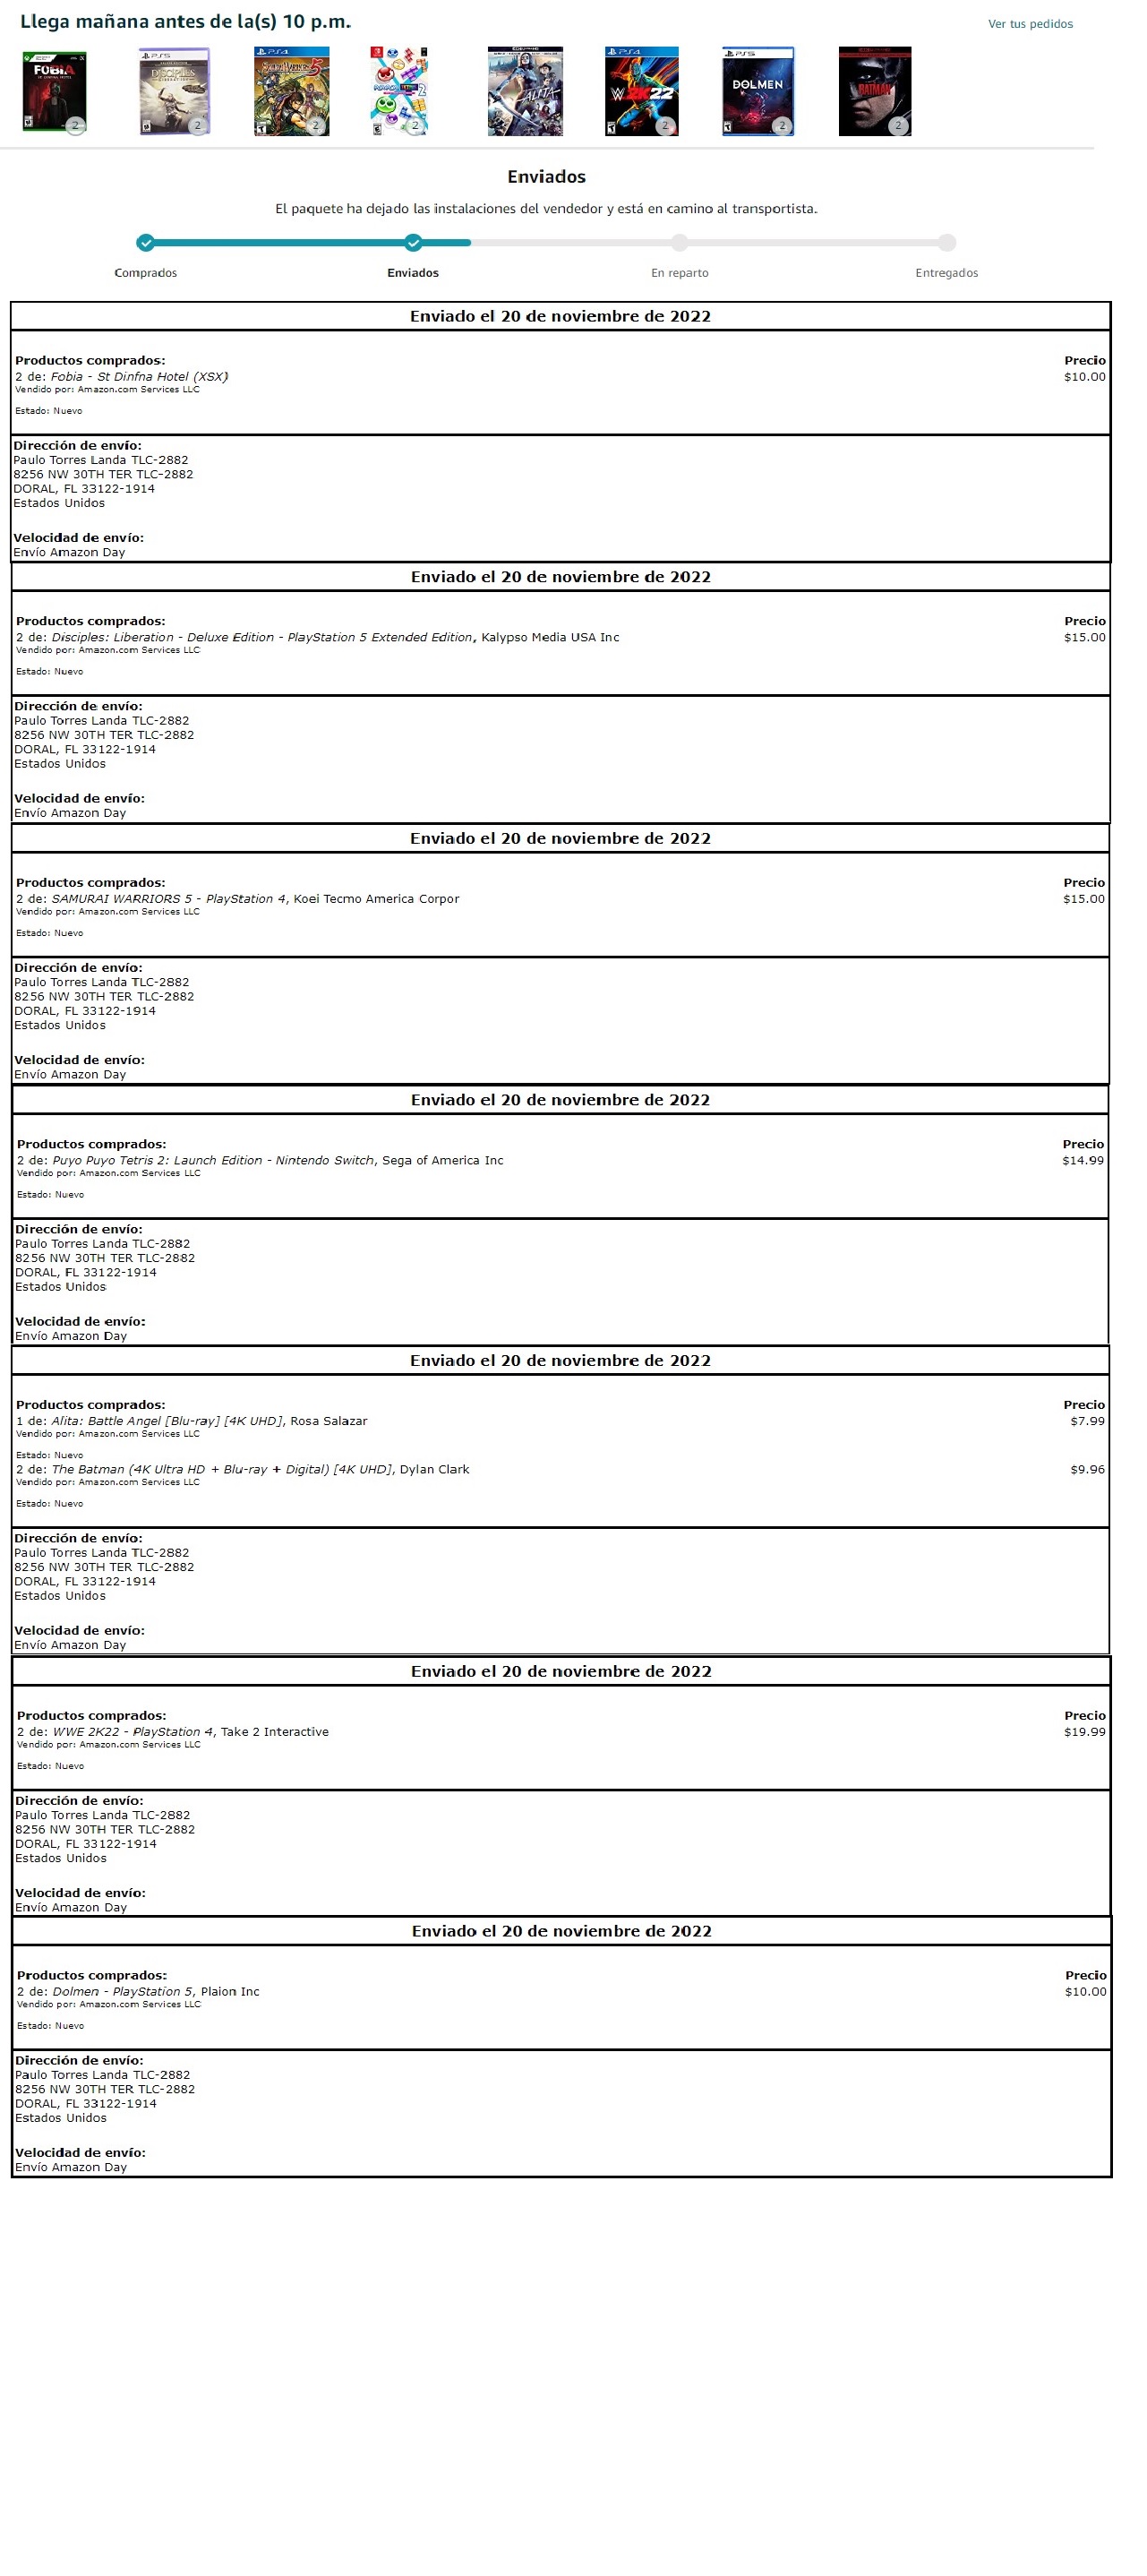 Llega mañana antes de la(s) 10 p.m.
Ver tus pedidos
FOBIA
2
PS5
DISCIPLES
2
PS4
5
2
2
2
ALITA
PS4
W 2K22
2
PS5
DOLMEN
2
BATMAN
2
Enviados
El paquete ha dejado las instalaciones del vendedor y está en camino al transportista.
Comprados
Enviados
En reparto
Entregados
Enviado el 20 de noviembre de 2022
Productos comprados: Precio
2 de: Fobia - St Dinfna Hotel (XSX) $10.00
Vendido por: Amazon.com Services LLC
Estado: Nuevo
Dirección de envío:
Paulo Torres Landa TLC-2882
8256 NW 30TH TER TLC-2882
DORAL, FL 33122-1914
Estados Unidos
Velocidad de envío:
Envío Amazon Day
Enviado el 20 de noviembre de 2022
Productos comprados: Precio
2 de: Disciples: Liberation - Deluxe Edition - PlayStation 5 Extended Edition, Kalypso Media USA Inc $15.00
Vendido por: Amazon.com Services LLC
Estado: Nuevo
Dirección de envío:
Paulo Torres Landa TLC-2882
8256 NW 30TH TER TLC-2882
DORAL, FL 33122-1914
Estados Unidos
Velocidad de envío:
Envío Amazon Day
Enviado el 20 de noviembre de 2022
Productos comprados: Precio
2 de: SAMURAI WARRIORS 5 - PlayStation 4, Koei Tecmo America Corpor $15.00
Vendido por: Amazon.com Services LLC
Estado: Nuevo
Dirección de envío:
Paulo Torres Landa TLC-2882
8256 NW 30TH TER TLC-2882
DORAL, FL 33122-1914
Estados Unidos
Velocidad de envío:
Envío Amazon Day
Enviado el 20 de noviembre de 2022
Productos comprados: Precio
2 de: Puyo Puyo Tetris 2: Launch Edition - Nintendo Switch, Sega of America Inc $14.99
Vendido por: Amazon.com Services LLC
Estado: Nuevo
Dirección de envío:
Paulo Torres Landa TLC-2882
8256 NW 30TH TER TLC-2882
DORAL, FL 33122-1914
Estados Unidos
Velocidad de envío:
Envío Amazon Day
Enviado el 20 de noviembre de 2022
Productos comprados: Precio
1 de: Alita: Battle Angel [Blu-ray] [4K UHD], Rosa Salazar $7.99
Vendido por: Amazon.com Services LLC
Estado: Nuevo
2 de: The Batman (4K Ultra HD + Blu-ray + Digital) [4K UHD], Dylan Clark $9.96
Vendido por: Amazon.com Services LLC
Estado: Nuevo
Dirección de envío:
Paulo Torres Landa TLC-2882
8256 NW 30TH TER TLC-2882
DORAL, FL 33122-1914
Estados Unidos
Velocidad de envío:
Envío Amazon Day
Enviado el 20 de noviembre de 2022
Productos comprados: Precio
2 de: WWE 2K22 - PlayStation 4, Take 2 Interactive $19.99
Vendido por: Amazon.com Services LLC
Estado: Nuevo
Dirección de envío:
Paulo Torres Landa TLC-2882
8256 NW 30TH TER TLC-2882
DORAL, FL 33122-1914
Estados Unidos
Velocidad de envío:
Envío Amazon Day
Enviado el 20 de noviembre de 2022
Productos comprados: Precio
2 de: Dolmen - PlayStation 5, Plaion Inc $10.00
Vendido por: Amazon.com Services LLC
Estado: Nuevo
Dirección de envío:
Paulo Torres Landa TLC-2882
8256 NW 30TH TER TLC-2882
DORAL, FL 33122-1914
Estados Unidos
Velocidad de envío:
Envío Amazon Day